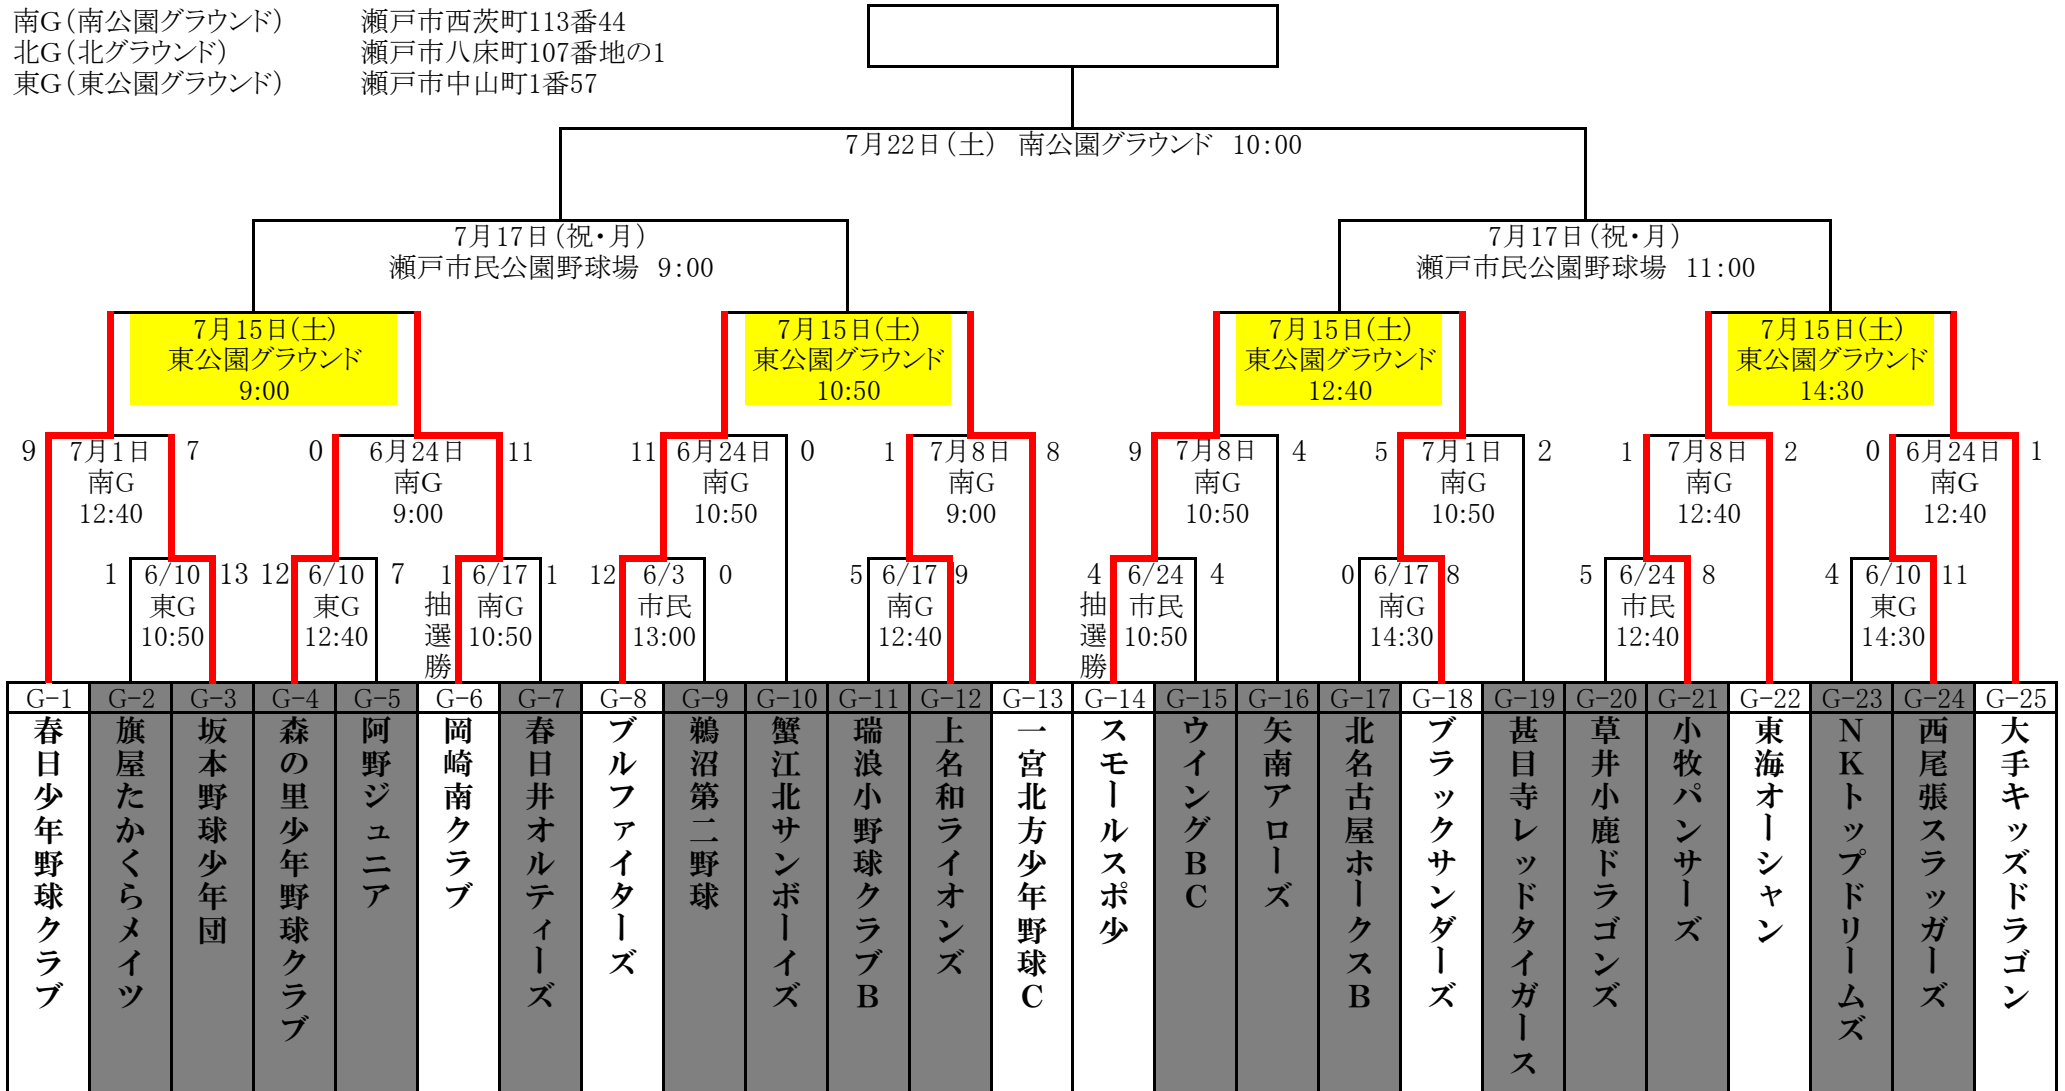 南G(南公園グラウンド) 瀬戸市西茨町113番44
北G(北グラウンド) 瀬戸市八床町107番地の1
東G(東公園グラウンド) 瀬戸市中山町1番57
7月22日(土) 南公園グラウンド 10:00
7月17日(祝・月)
瀬戸市民公園野球場 9:00
7月17日(祝・月)
瀬戸市民公園野球場 11:00
7月15日(土)
東公園グラウンド
9:00
7月15日(土)
東公園グラウンド
10:50
7月15日(土)
東公園グラウンド
12:40
7月15日(土)
東公園グラウンド
14:30
9 7月1日 7
南G
12:40
0 6月24日 11
南G
9:00
11 6月24日 0
南G
10:50
1 7月8日 8
南G
9:00
9 7月8日 4
南G
10:50
5 7月1日 2
南G
10:50
1 7月8日 2
南G
12:40
0 6月24日 1
南G
12:40
1 6/10 13
東G
10:50
12 6/10 7
東G
12:40
1 6/17 1
抽選勝
南G
10:50
12 6/3 0
市民
13:00
5 6/17 9
南G
12:40
4 6/24 4
抽選勝
市民
10:50
0 6/17 8
南G
14:30
5 6/24 8
市民
12:40
4 6/10 11
東G
14:30
G-1 G-2 G-3 G-4 G-5 G-6 G-7 G-8 G-9 G-10 G-11 G-12 G-13 G-14 G-15 G-16 G-17 G-18 G-19 G-20 G-21 G-22 G-23 G-24 G-25
春日少年野球クラブ
旗屋たかくらメイツ
坂本野球少年団
森の里少年野球クラブ
阿野ジュニア
岡崎南クラブ
春日井オルティーズ
ブルファイターズ
鵜沼第二野球
蟹江北サンボーイズ
瑞浪小野球クラブB
上名和ライオンズ
一宮北方少年野球C
スモールスポ少
ウイングBC
矢南アローズ
北名古屋ホークスB
ブラックサンダーズ
甚目寺レッドタイガース
草井小鹿ドラゴンズ
小牧パンサーズ
東海オーシャン
NKトップドリームズ
西尾張スラッガーズ
大手キッズドラゴン